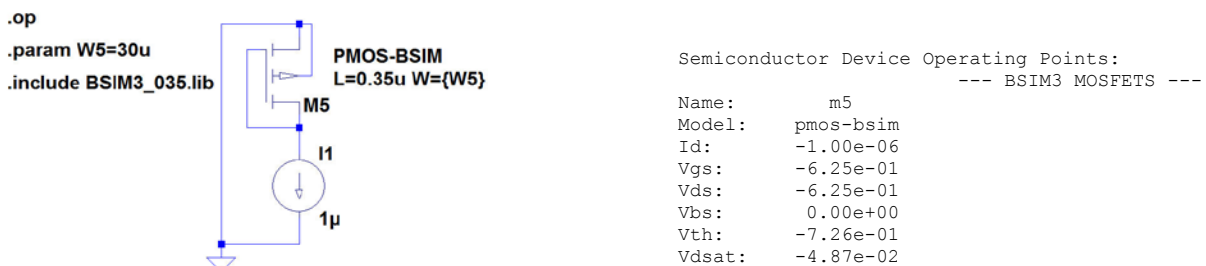 .op
.param W5=30u
.include BSIM3_035.lib
PMOS-BSIM
L=0.35u W={W5}
M5
I1
1µ
Semiconductor Device Operating Points:
--- BSIM3 MOSFETS ---
Name: m5
Model: pmos-bsim
Id: -1.00e-06
Vgs: -6.25e-01
Vds: -6.25e-01
Vbs: 0.00e+00
Vth: -7.26e-01
Vdsat: -4.87e-02